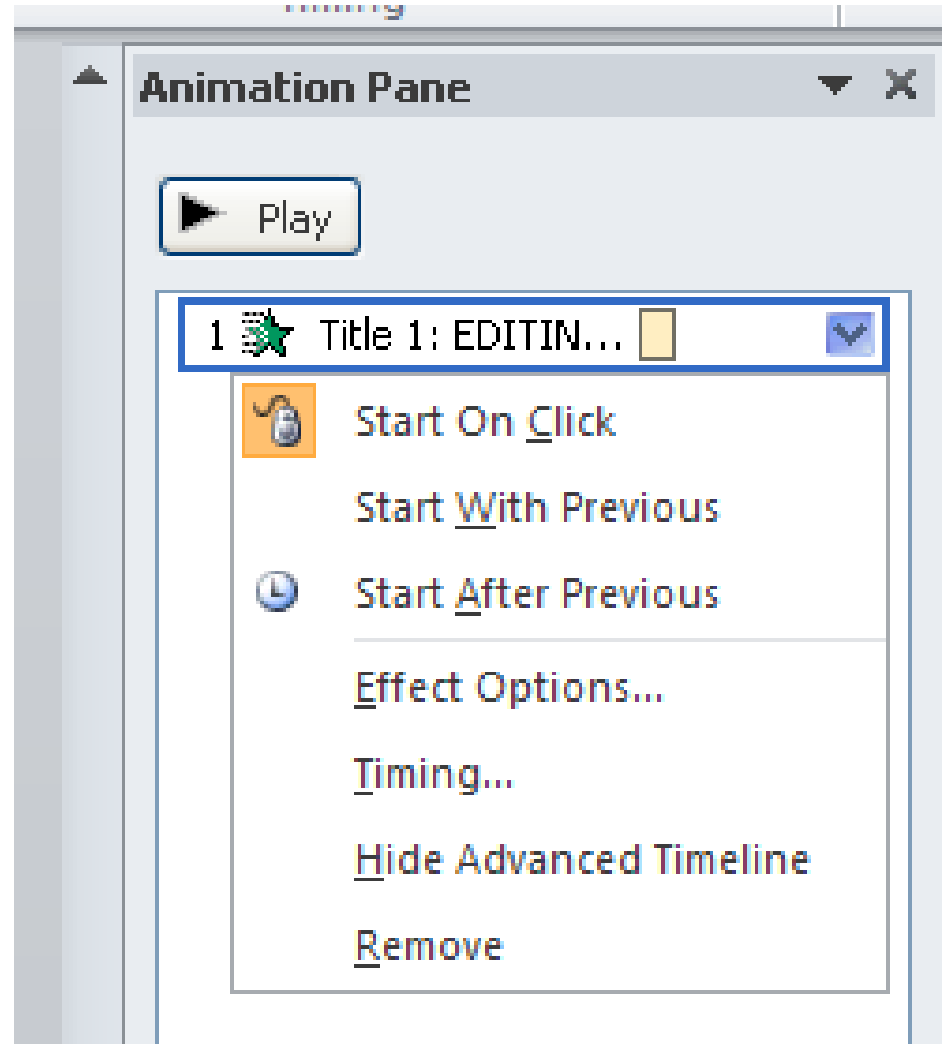 Timing
Animation Pane
Play
1 Title 1: EDITIN...
Start On Click
Start With Previous
Start After Previous
Effect Options...
Timing...
Hide Advanced Timeline
Remove